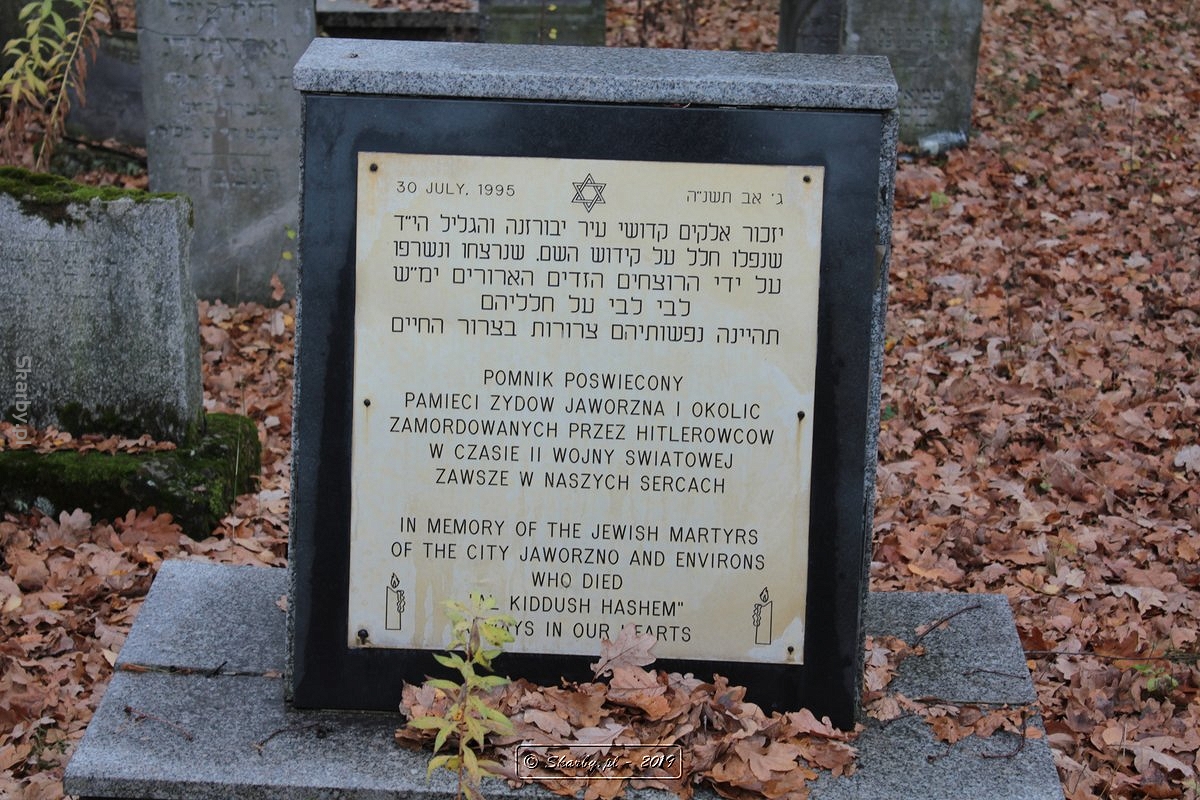 30 JULY, 1995
ג׳ אב תשנ״ה
יזכור אלקים קדושי עיר יבורזנה והגליל הי״ד
שנפלו חלל על קידוש השם. שנרצחו ונשרפו
על ידי הרוצחים הזדים הארורים ימ״ש
לבי לבי על חלליהם
תהיינה נפשותיהם צרורות בצרור החיים
POMNIK POSWIECONY
PAMIECI ZYDOW JAWORZNA I OKOLIC
ZAMORDOWANYCH PRZEZ HITLEROWCOW
W CZASIE II WOJNY SWIATOWEJ
ZAWSZE W NASZYCH SERCACH
IN MEMORY OF THE JEWISH MARTYRS
OF THE CITY JAWORZNO AND ENVIRONS
WHO DIED
KIDDUSH HASHEM"
IN OUR HEARTS
Skarby.pl
© Skarby.pl - 2019